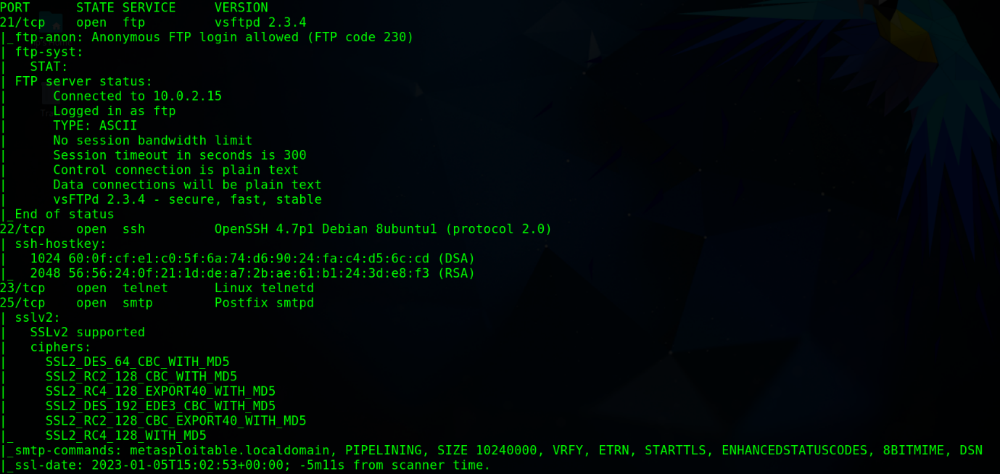 PORT      STATE SERVICE     VERSION
21/tcp    open  ftp         vsftpd 2.3.4
|_ftp-anon: Anonymous FTP login allowed (FTP code 230)
| ftp-syst:
|   STAT:
| FTP server status:
|      Connected to 10.0.2.15
|      Logged in as ftp
|      TYPE: ASCII
|      No session bandwidth limit
|      Session timeout in seconds is 300
|      Control connection is plain text
|      Data connections will be plain text
|      vsFTPd 2.3.4 - secure, fast, stable
|_End of status
22/tcp    open  ssh         OpenSSH 4.7p1 Debian 8ubuntu1 (protocol 2.0)
| ssh-hostkey:
|   1024 60:0f:cf:e1:c0:5f:6a:74:d6:90:24:fa:c4:d5:6c:cd (DSA)
|_  2048 56:56:24:0f:21:1d:de:a7:2b:ae:61:b1:24:3d:e8:f3 (RSA)
23/tcp    open  telnet      Linux telnetd
25/tcp    open  smtp        Postfix smtpd
| sslv2:
|   SSLv2 supported
|   ciphers:
|     SSL2_DES_64_CBC_WITH_MD5
|     SSL2_RC2_128_CBC_WITH_MD5
|     SSL2_RC4_128_EXPORT40_WITH_MD5
|     SSL2_DES_192_EDE3_CBC_WITH_MD5
|     SSL2_RC2_128_CBC_EXPORT40_WITH_MD5
|_    SSL2_RC4_128_WITH_MD5
|_smtp-commands: metasploitable.localdomain, PIPELINING, SIZE 10240000, VRFY, ETRN, STARTTLS, ENHANCEDSTATUSCODES, 8BITMIME, DSN
|_ssl-date: 2023-01-05T15:02:53+00:00; -5m11s from scanner time.